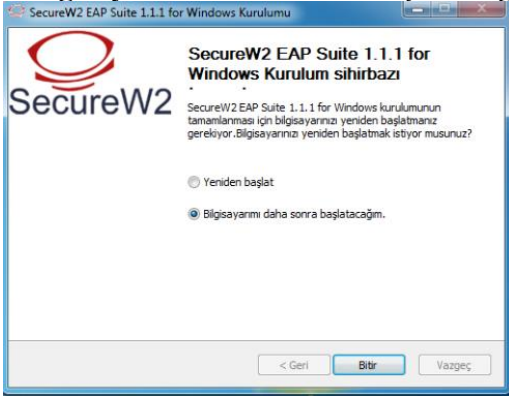 SecureW2 EAP Suite 1.1.1 for Windows Kurulumu
SecureW2
SecureW2 EAP Suite 1.1.1 for
Windows Kurulum sihirbazı
SecureW2 EAP Suite 1.1.1 for Windows kurulumunun
tamamlanması için bilgisayarınızı yeniden başlatmanız
gerekiyor.Bilgisayarınızı yeniden başlatmak istiyor musunuz?
Yeniden başlat
Bilgisayarımı daha sonra başlatacağım.
< Geri
Bitir
Vazgeç